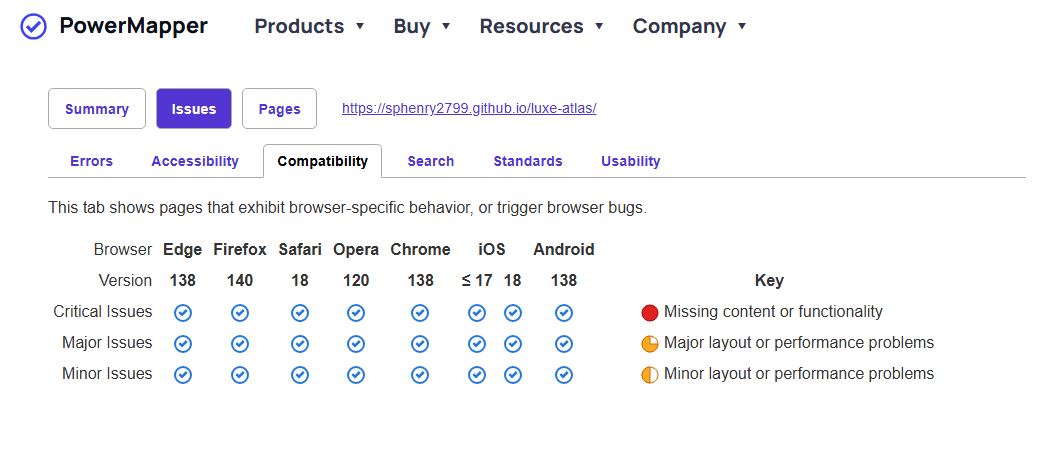 PowerMapper Products Buy Resources Company
Summary Issues Pages https://sphenry2799.github.io/luxe-atlas/
Errors Accessibility Compatibility Search Standards Usability
This tab shows pages that exhibit browser-specific behavior, or trigger browser bugs.
Browser Edge Firefox Safari Opera Chrome iOS Android
Version 138 140 18 120 138 ≤ 17 18 138 Key
Critical Issues Missing content or functionality
Major Issues Major layout or performance problems
Minor Issues Minor layout or performance problems